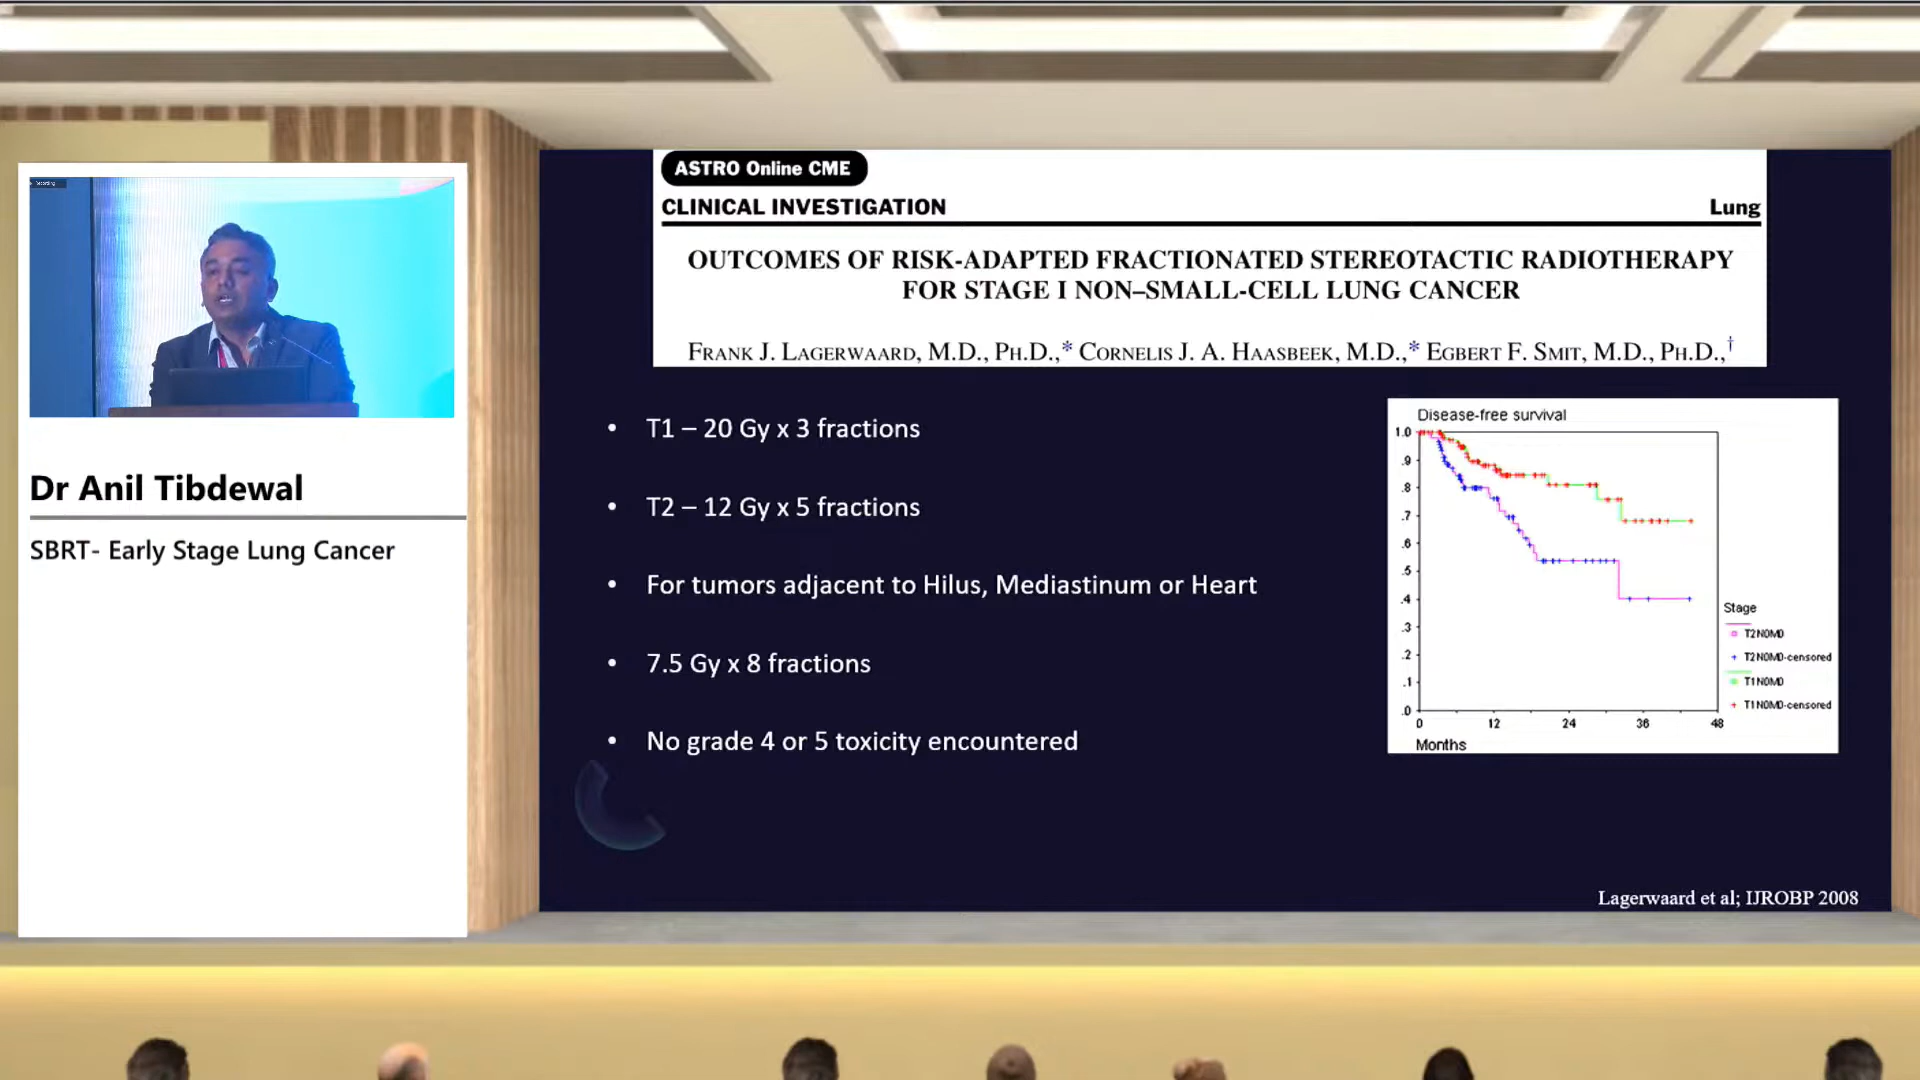 Recording
Dr Anil Tibdewal
SBRT- Early Stage Lung Cancer
ASTRO Online CME
CLINICAL INVESTIGATION
Lung
OUTCOMES OF RISK-ADAPTED FRACTIONATED STEREOTACTIC RADIOTHERAPY
FOR STAGE I NON–SMALL-CELL LUNG CANCER
FRANK J. LAGERWAARD, M.D., PH.D.,* CORNELIS J. A. HAASBEEK, M.D.,* EGBERT F. SMIT, M.D., PH.D.,†
• T1 – 20 Gy x 3 fractions
• T2 – 12 Gy x 5 fractions
• For tumors adjacent to Hilus, Mediastinum or Heart
• 7.5 Gy x 8 fractions
• No grade 4 or 5 toxicity encountered
Disease-free survival
1.0
.9
.8
.7
.6
.5
.4
.3
.2
.1
.0
0 12 24 36 48
Months
Stage
T2N0M0
T2N0M0-censored
T1N0M0
T1N0M0-censored
Lagerwaard et al; IJROBP 2008